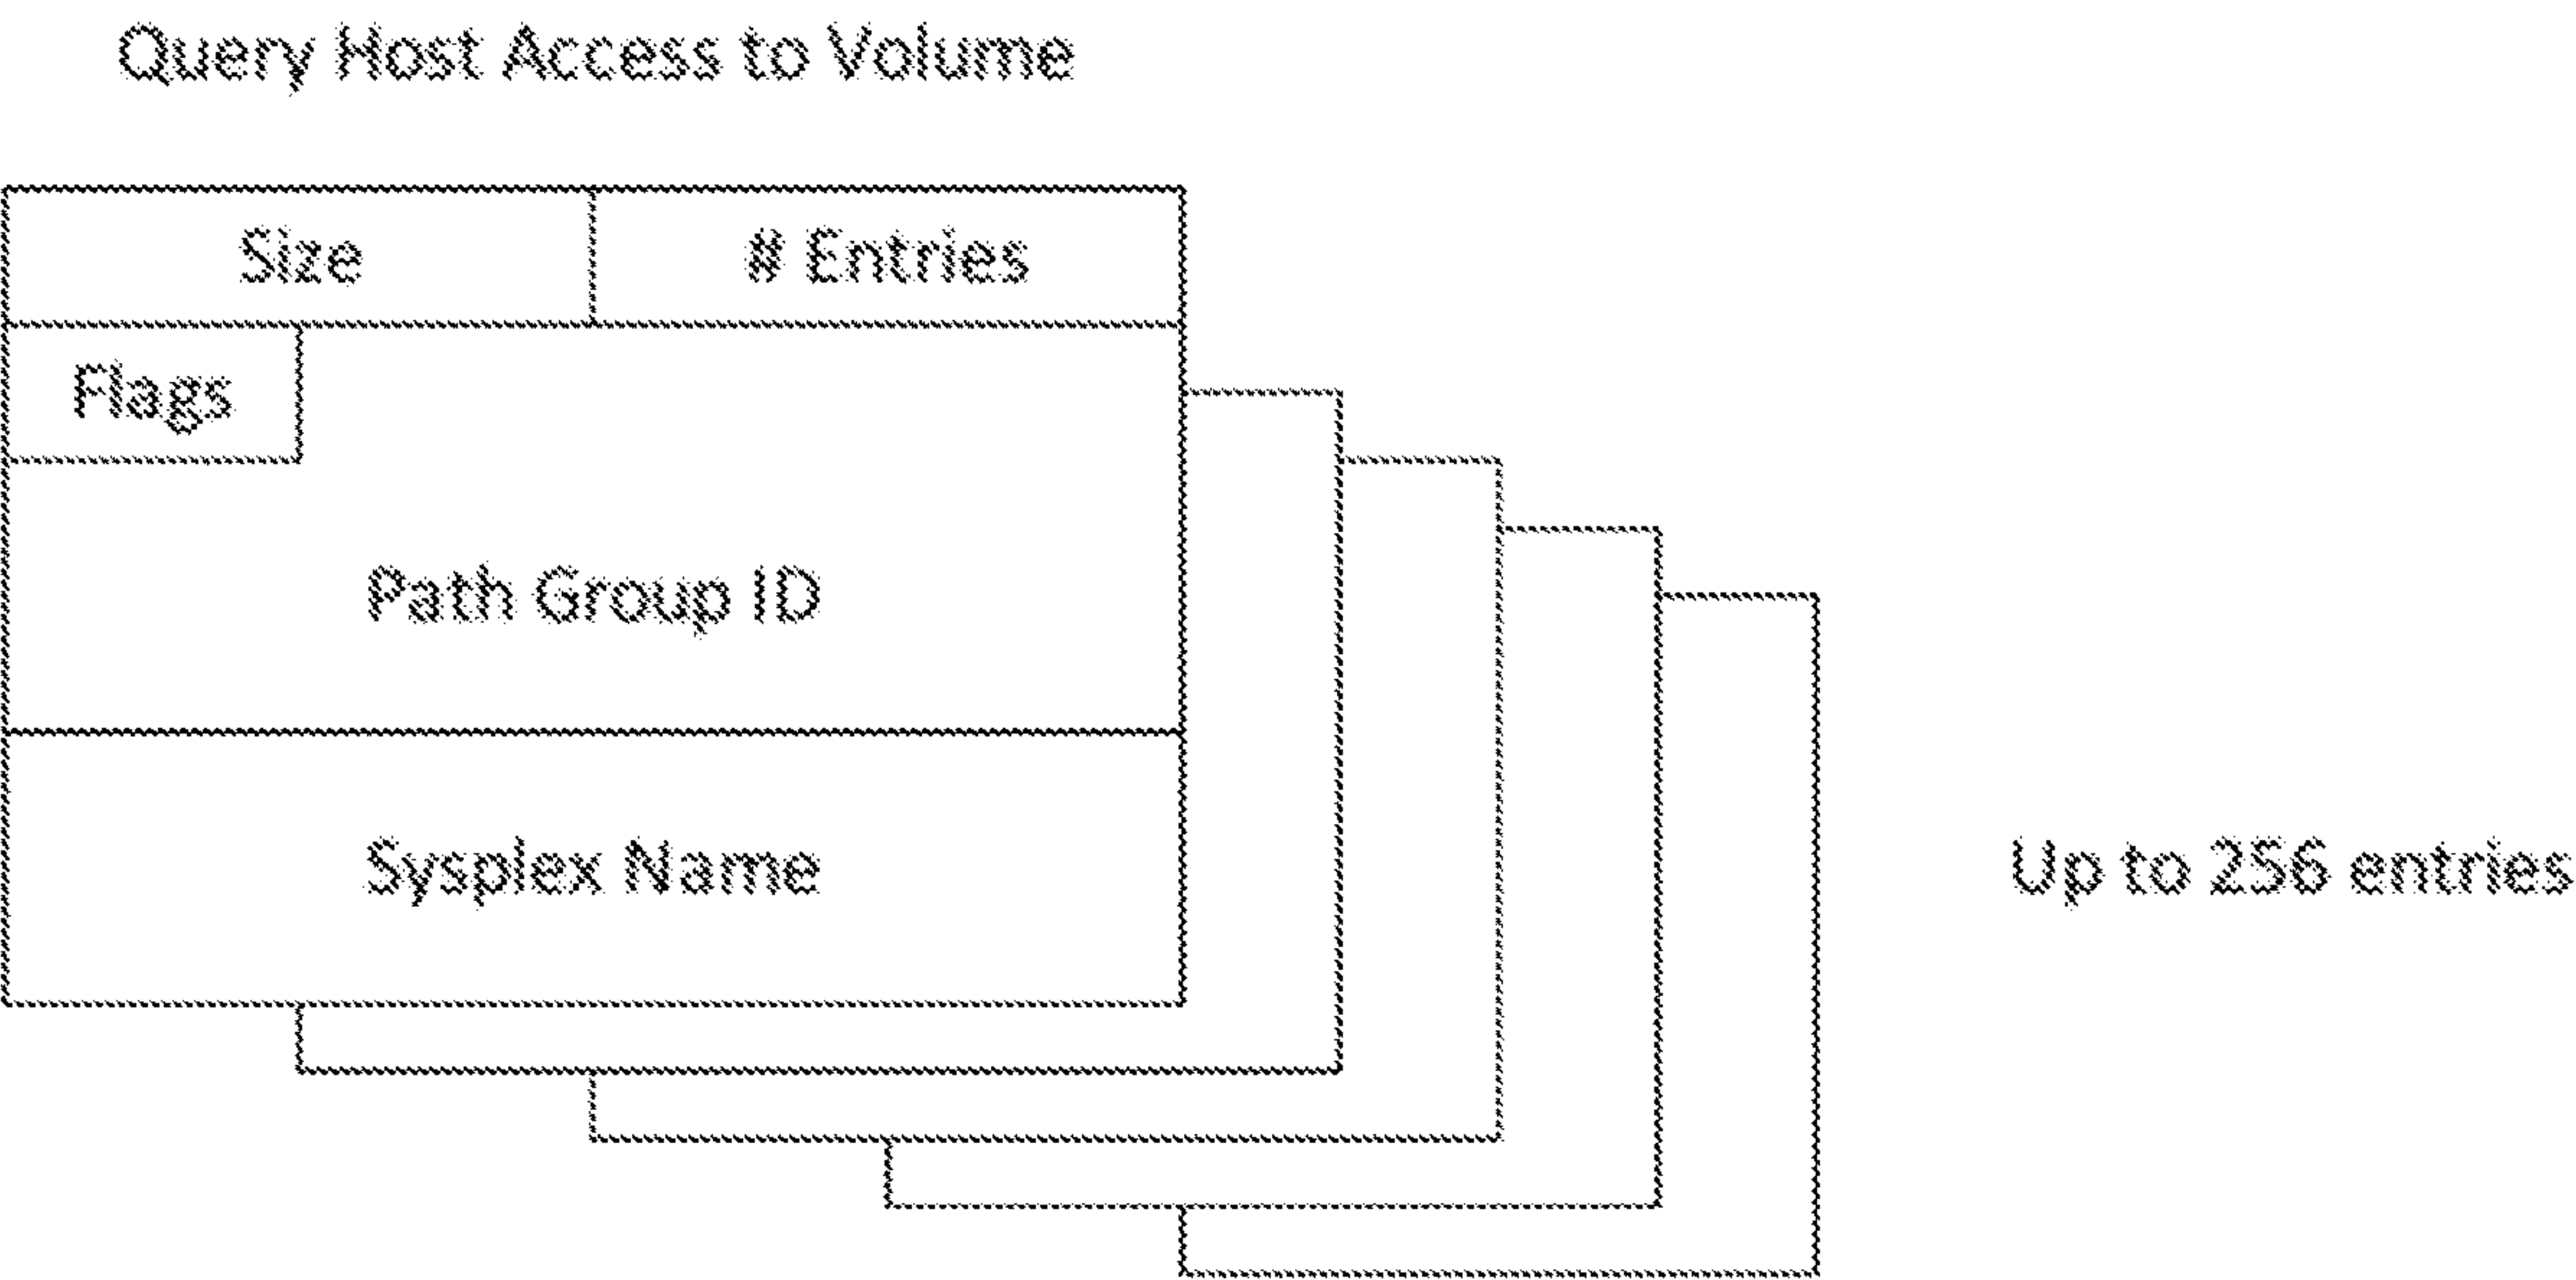 Query Host Access to Volume
Size
# Entries
Flags
Path Group ID
Sysplex Name
Up to 256 entries